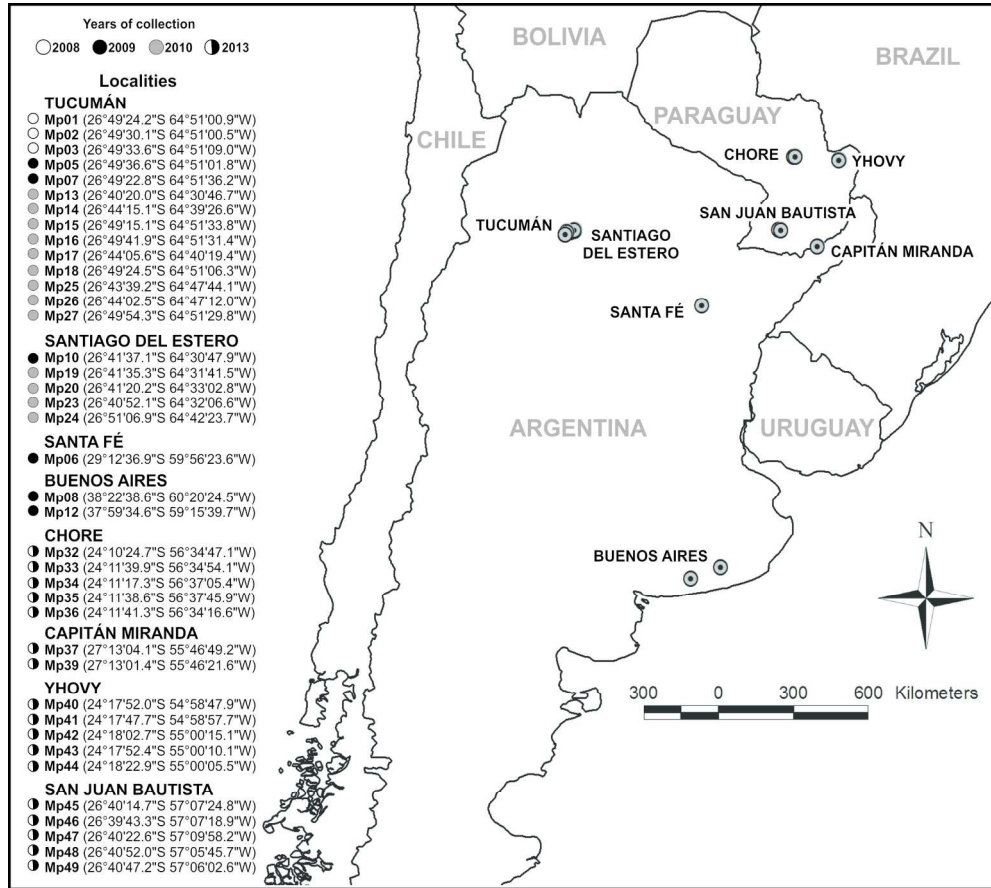 Years of collection
2008 2009 2010 2013
Localities
TUCUMÁN
Mp01 (26°49'24.2"S 64°51'00.9"W)
Mp02 (26°49'30.1"S 64°51'00.5"W)
Mp03 (26°49'33.6"S 64°51'09.0"W)
Mp05 (26°49'36.6"S 64°51'01.8"W)
Mp07 (26°49'22.8"S 64°51'36.2"W)
Mp13 (26°40'20.0"S 64°30'46.7"W)
Mp14 (26°44'15.1"S 64°39'26.6"W)
Mp15 (26°49'15.1"S 64°51'33.8"W)
Mp16 (26°49'41.9"S 64°51'31.4"W)
Mp17 (26°44'05.6"S 64°40'19.4"W)
Mp18 (26°49'24.5"S 64°51'06.3"W)
Mp25 (26°43'39.2"S 64°47'44.1"W)
Mp26 (26°44'02.5"S 64°47'12.0"W)
Mp27 (26°49'54.3"S 64°51'29.8"W)
SANTIAGO DEL ESTERO
Mp10 (26°41'37.1"S 64°30'47.9"W)
Mp19 (26°41'35.3"S 64°31'41.5"W)
Mp20 (26°41'20.2"S 64°33'02.8"W)
Mp23 (26°40'52.1"S 64°32'06.6"W)
Mp24 (26°51'06.9"S 64°42'23.7"W)
SANTA FÉ
Mp06 (29°12'36.9"S 59°56'23.6"W)
BUENOS AIRES
Mp08 (38°22'38.6"S 60°20'24.5"W)
Mp12 (37°59'34.6"S 59°15'39.7"W)
CHORE
Mp32 (24°10'24.7"S 56°34'47.1"W)
Mp33 (24°11'39.9"S 56°34'54.1"W)
Mp34 (24°11'17.3"S 56°37'05.4"W)
Mp35 (24°11'38.6"S 56°37'45.9"W)
Mp36 (24°11'41.3"S 56°34'16.6"W)
CAPITÁN MIRANDA
Mp37 (27°13'04.1"S 55°46'49.2"W)
Mp39 (27°13'01.4"S 55°46'21.6"W)
YHOVY
Mp40 (24°17'52.0"S 54°58'47.9"W)
Mp41 (24°17'47.7"S 54°58'57.7"W)
Mp42 (24°18'02.7"S 55°00'15.1"W)
Mp43 (24°17'52.4"S 55°00'10.1"W)
Mp44 (24°18'22.9"S 55°00'05.5"W)
SAN JUAN BAUTISTA
Mp45 (26°40'14.7"S 57°07'24.8"W)
Mp46 (26°39'43.3"S 57°07'18.9"W)
Mp47 (26°40'22.6"S 57°09'58.2"W)
Mp48 (26°40'52.0"S 57°05'45.7"W)
Mp49 (26°40'47.2"S 57°06'02.6"W)
BOLIVIA
BRAZIL
PARAGUAY
CHILE
CHORE
YHOVY
SAN JUAN BAUTISTA
TUCUMÁN
SANTIAGO
DEL ESTERO
CAPITÁN MIRANDA
SANTA FÉ
ARGENTINA
URUGUAY
BUENOS AIRES
N
300 0 300 600 Kilometers